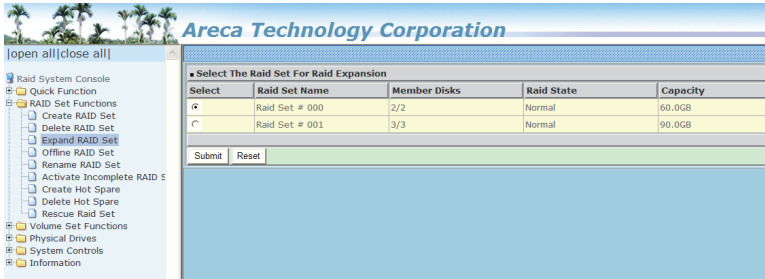 Areca Technology Corporation
|open all|close all|
Raid System Console
Quick Function
RAID Set Functions
Create RAID Set
Delete RAID Set
Expand RAID Set
Offline RAID Set
Rename RAID Set
Activate Incomplete RAID S
Create Hot Spare
Delete Hot Spare
Rescue Raid Set
Volume Set Functions
Physical Drives
System Controls
Information
Select The Raid Set For Raid Expansion
Select Raid Set Name Member Disks Raid State Capacity
Raid Set # 000 2/2 Normal 60.0GB
Raid Set # 001 3/3 Normal 90.0GB
Submit Reset